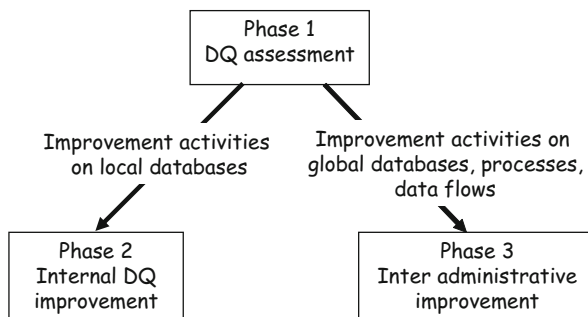 Phase 1
DQ assessment
Improvement activities
on local databases
Improvement activities on
global databases, processes,
data flows
Phase 2
Internal DQ
improvement
Phase 3
Inter administrative
improvement